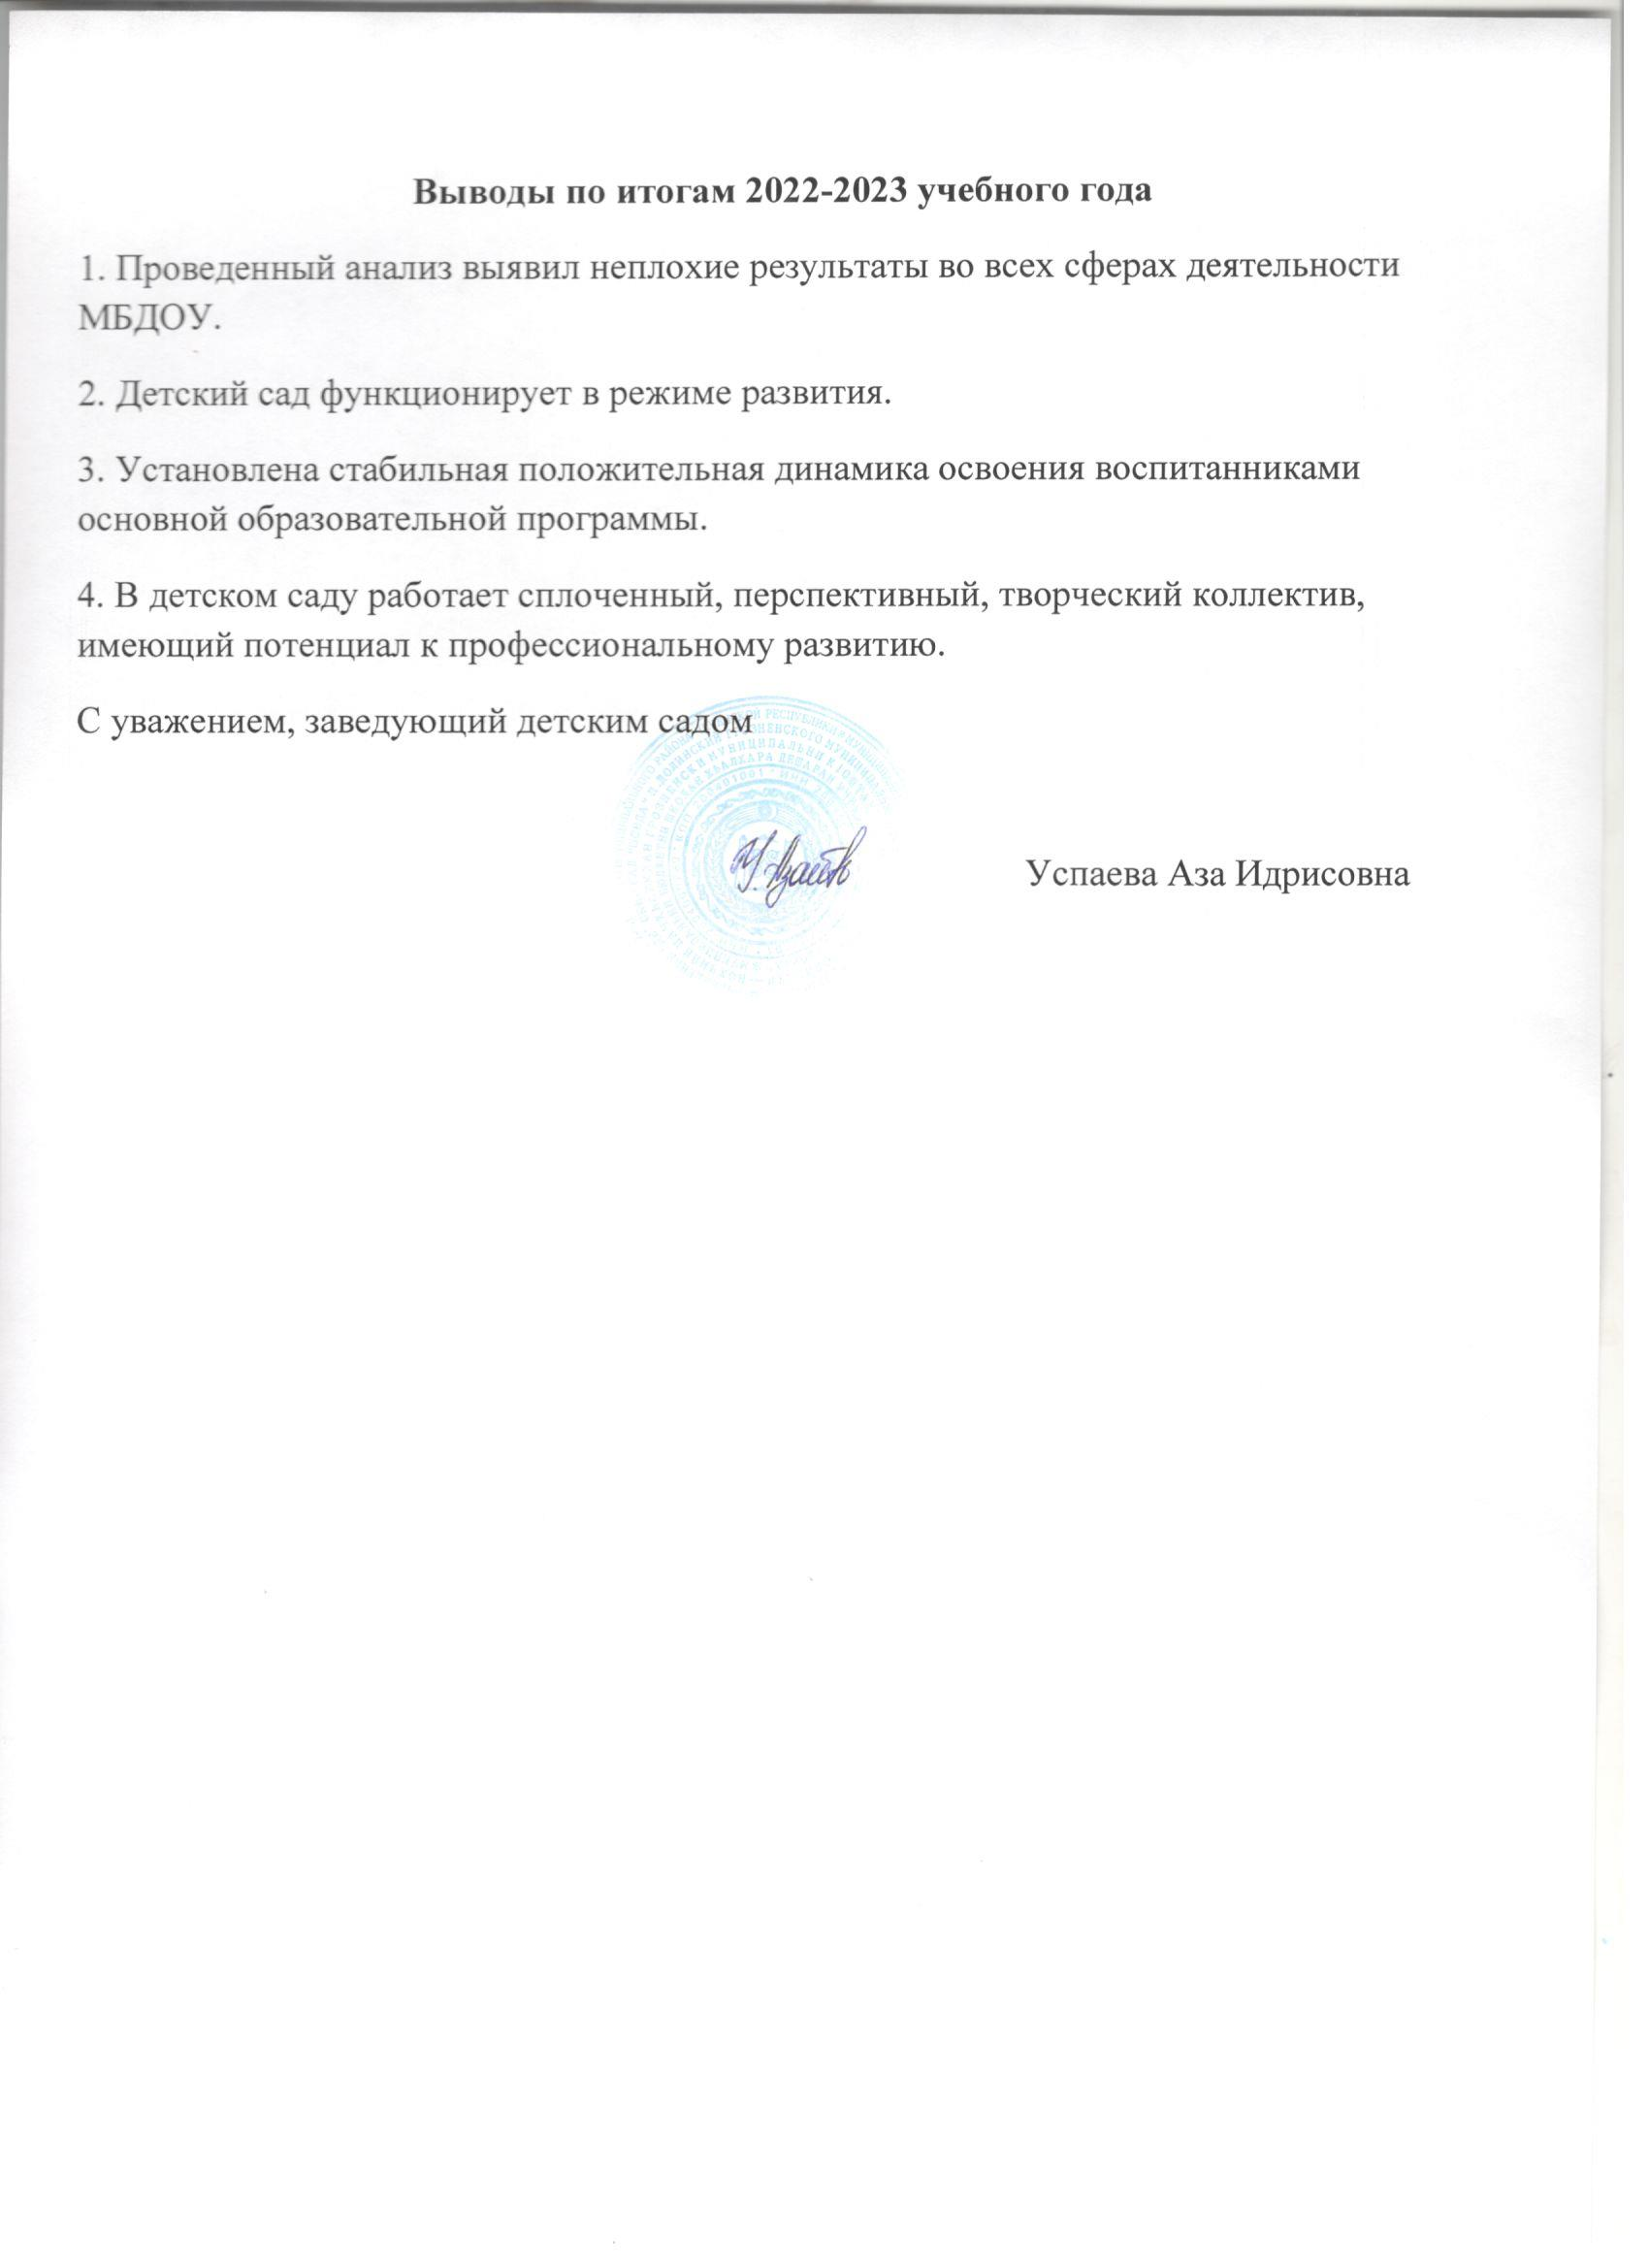 Выводы по итогам 2022-2023 учебного года
1. Проведенный анализ выявил неплохие результаты во всех сферах деятельности
МБДОУ.
2. Детский сад функционирует в режиме развития.
3. Установлена стабильная положительная динамика освоения воспитанниками
основной образовательной программы.
4. В детском саду работает сплоченный, перспективный, творческий коллектив,
имеющий потенциал к профессиональному развитию.
С уважением, заведующий детским садом
Успаева Аза Идрисовна